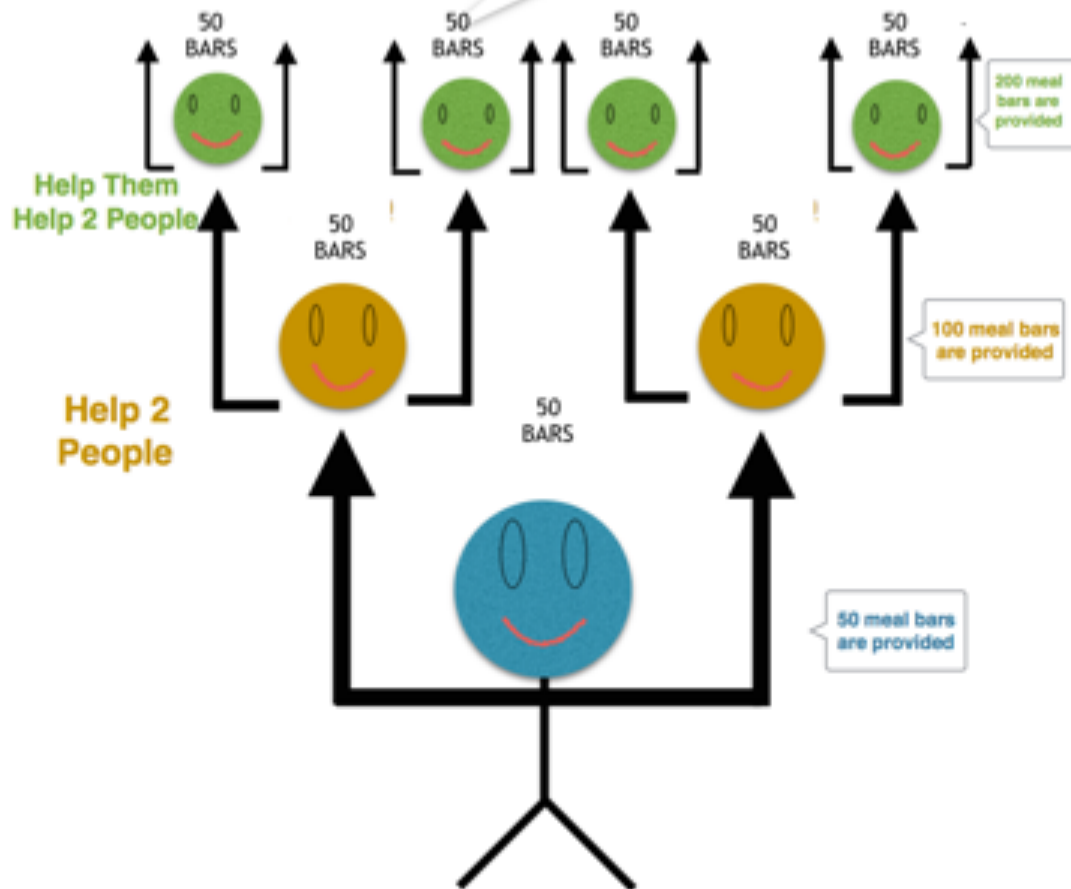 50
BARS
50
BARS
50
BARS
50
BARS
200 meal
bars are
provided
Help Them
Help 2 People
50
BARS
50
BARS
100 meal bars
are provided
Help 2
People
50
BARS
50 meal bars
are provided